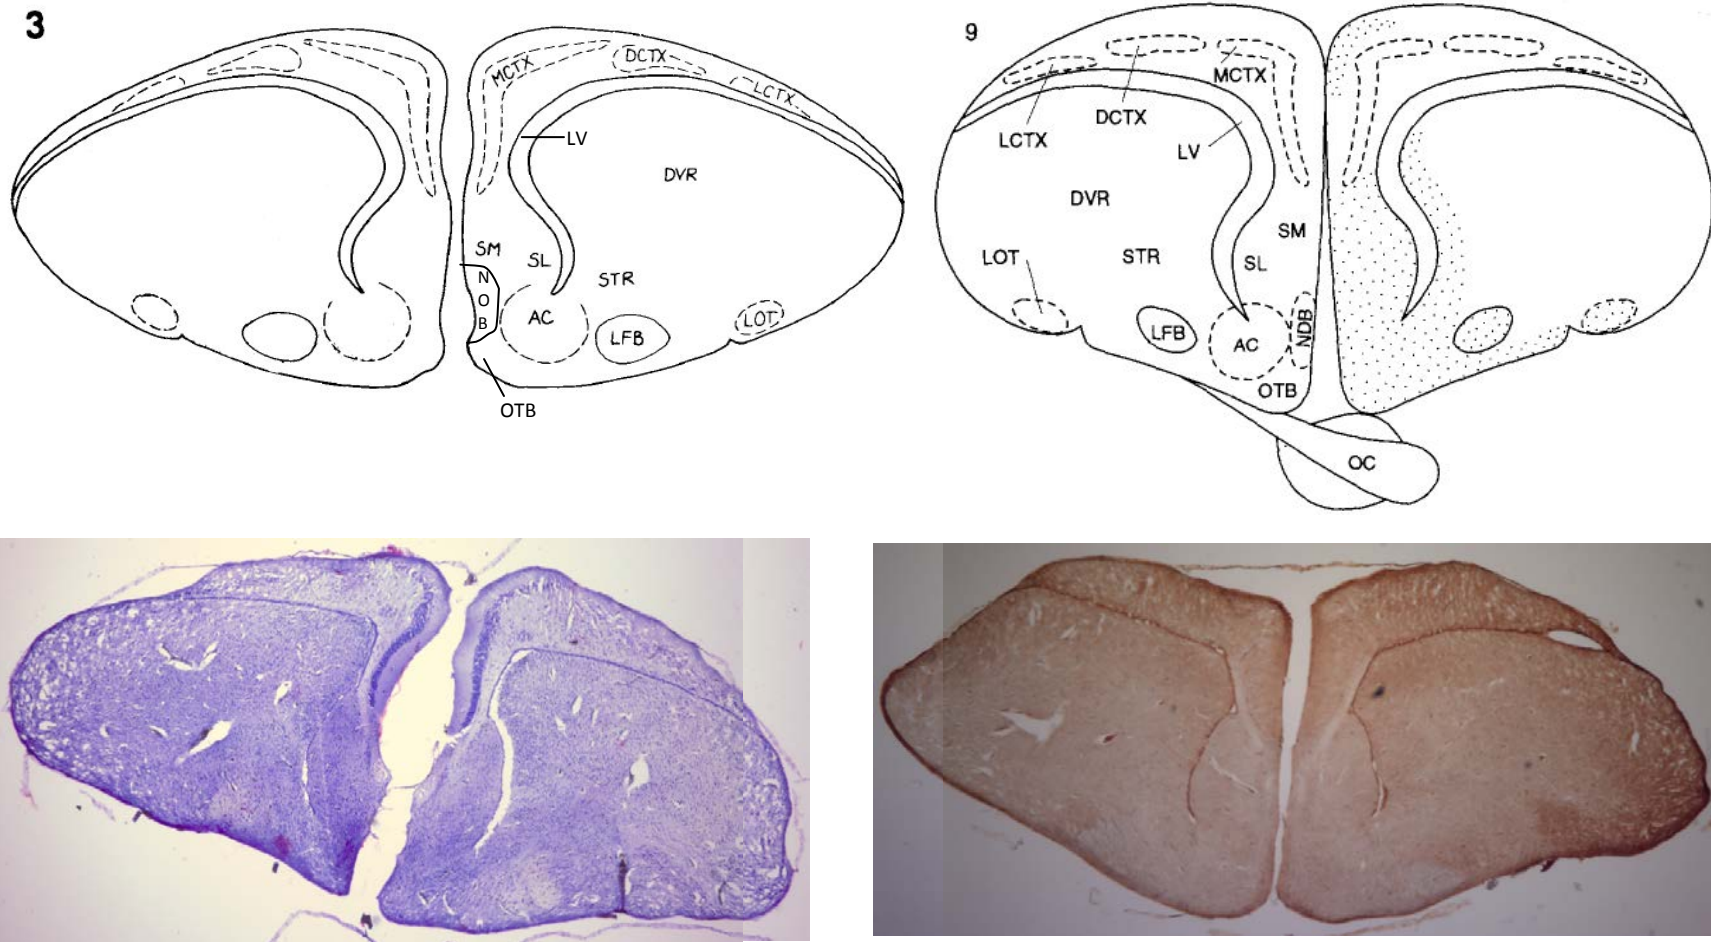 3
MCTX
DCTX
LCTX
LV
DVR
SM
SL
N
O
B
STR
AC
LFB
LOT
OTB
9
MCTX
DCTX
LCTX
LV
DVR
SM
LOT
STR
SL
LFB
AC
NDB
OTB
OC